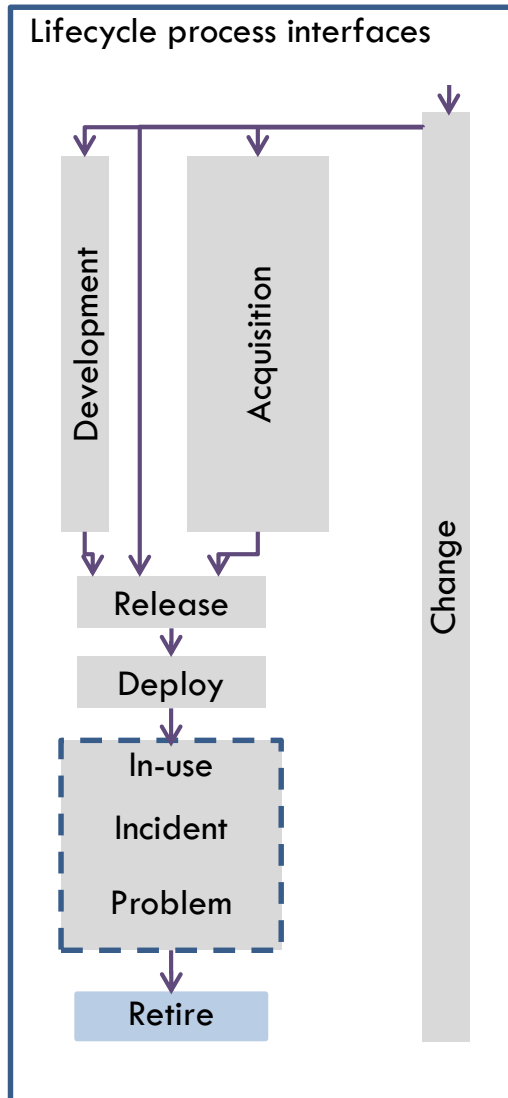 Lifecycle process interfaces
Development
Acquisition
Change
Release
Deploy
In-use
Incident
Problem
Retire